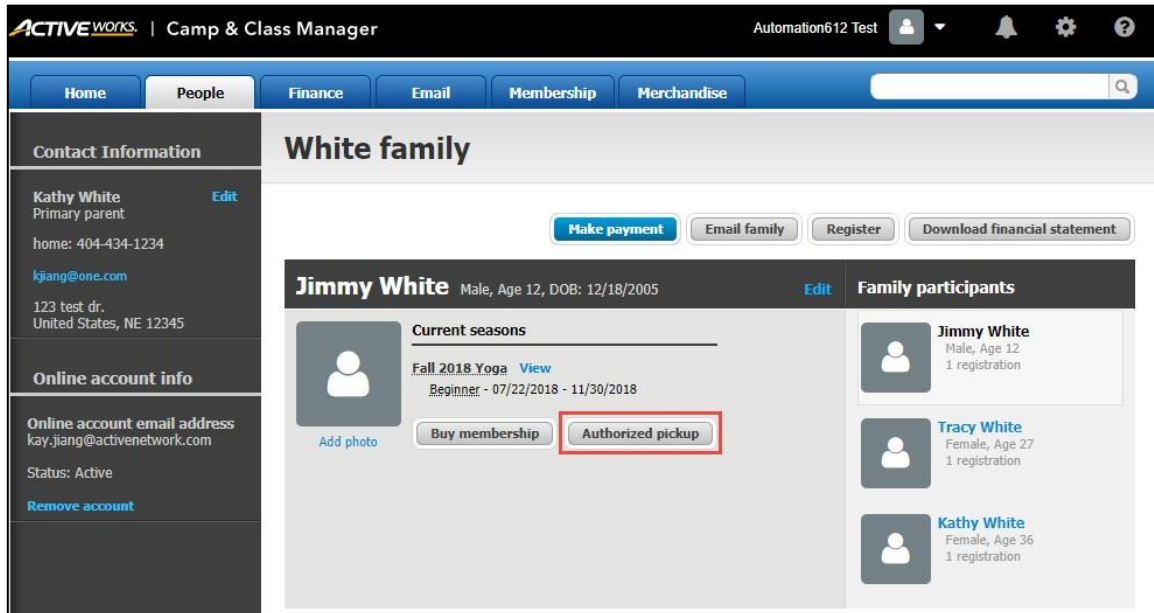 ACTIVE WORKS. | Camp & Class Manager
Automation612 Test
Home People Finance Email Membership Merchandise
Contact Information
Kathy White Edit
Primary parent
home: 404-434-1234
kjiang@one.com
123 test dr.
United States, NE 12345
Online account info
Online account email address
kay.jiang@activenetwork.com
Status: Active
Remove account
White family
Make payment Email family Register Download financial statement
Jimmy White Male, Age 12, DOB: 12/18/2005 Edit
Add photo
Current seasons
Fall 2018 Yoga View
Beginner - 07/22/2018 - 11/30/2018
Buy membership Authorized pickup
Family participants
Jimmy White
Male, Age 12
1 registration
Tracy White
Female, Age 27
1 registration
Kathy White
Female, Age 36
1 registration